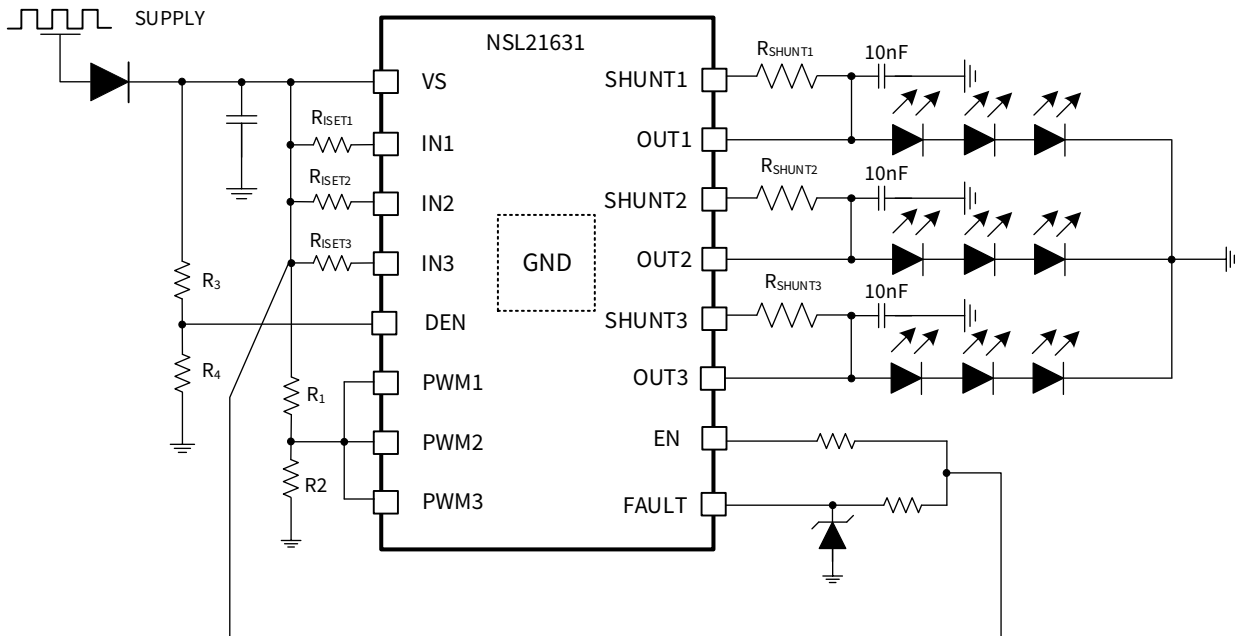 SUPPLY
NSL21631
VS
IN1
IN2
IN3
DEN
PWM1
PWM2
PWM3
GND
SHUNT1
OUT1
SHUNT2
OUT2
SHUNT3
OUT3
EN
FAULT
RISET1
RISET2
RISET3
R3
R4
R1
R2
RSHUNT1
10nF
RSHUNT2
10nF
RSHUNT3
10nF